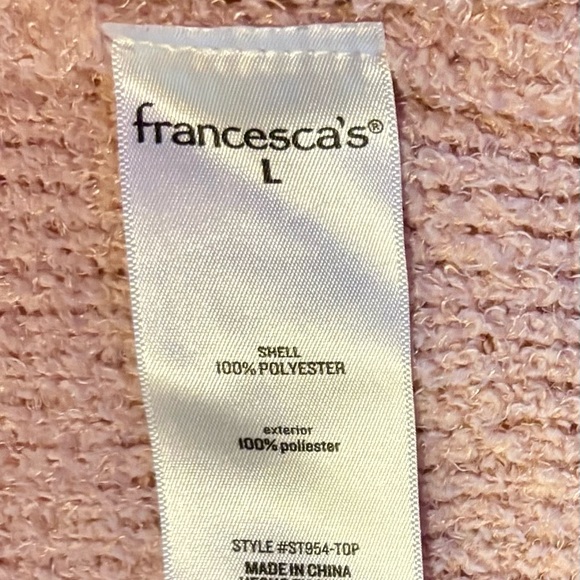 francesca's®
L
SHELL
100% POLYESTER
exterior
100% poliester
STYLE #ST954-TOP
MADE IN CHINA